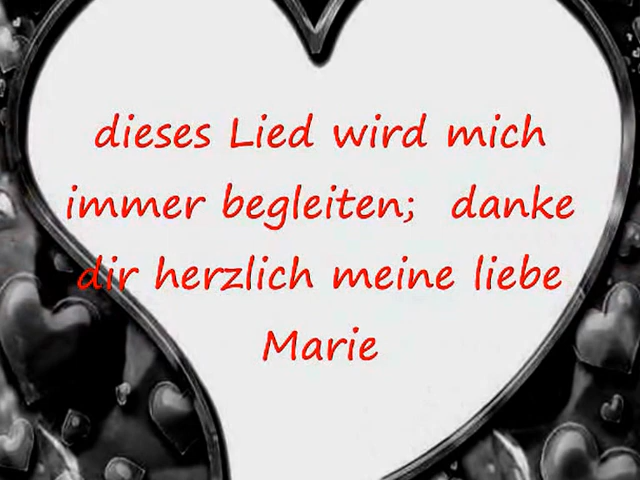 dieses Lied wird mich
immer begleiten; danke
dir herzlich meine liebe
Marie